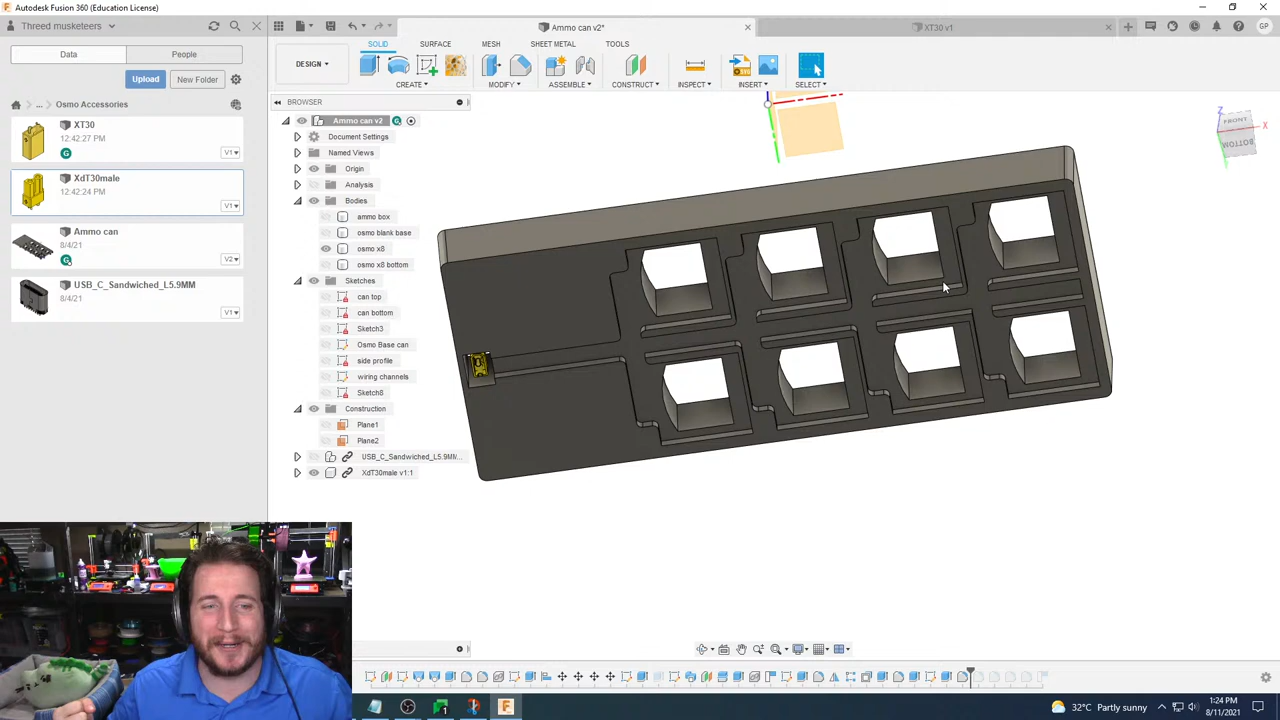 Autodesk Fusion 360 (Education License)
Threed musketeers
Ammo can v2*
XT30 v1
GP
Data
People
SOLID
SURFACE
MESH
SHEET METAL
TOOLS
DESIGN
Upload
New Folder
CREATE
MODIFY
ASSEMBLE
CONSTRUCT
INSPECT
INSERT
SELECT
... Osmo Accessories
BROWSER
XT30
12:42:27 PM
V1
XdT30male
12:42:24 PM
V1
Ammo can
8/4/21
V2
USB_C_Sandwiched_L5.9MM
8/4/21
V1
Ammo can v2
Document Settings
Named Views
Origin
Analysis
Bodies
ammo box
osmo blank base
osmo x8
osmo x8 bottom
Sketches
can top
can bottom
Sketch3
Osmo Base can
side profile
wiring channels
Sketch8
Construction
Plane1
Plane2
USB_C_Sandwiched_L5.9MM...
XdT30male v1:1
Z
FRONT
X
BOTTOM
32°C Partly sunny
1:24 PM
8/11/2021